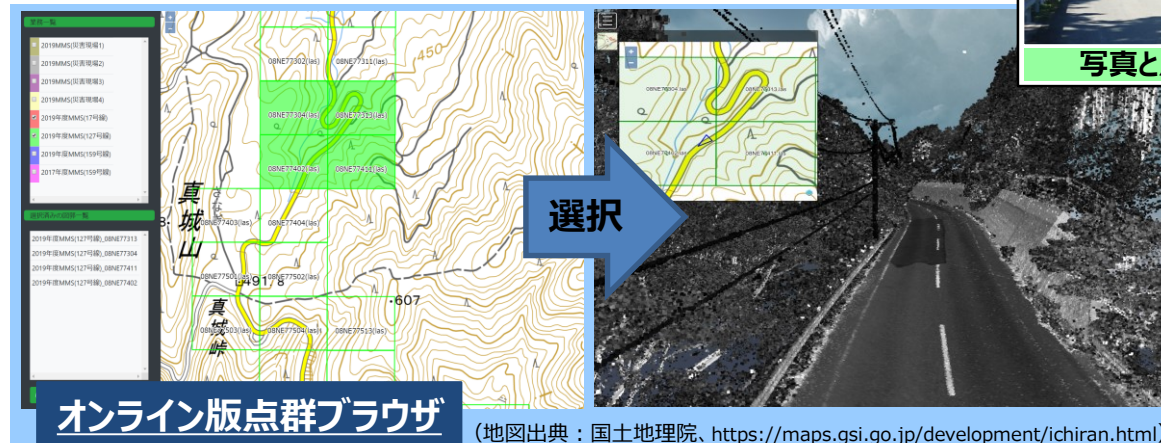 業務一覧
2019MMS(災害現場1)
2019MMS(災害現場2)
2019MMS(災害現場3)
2019MMS(災害現場4)
2019年度MMS(17号線)
2019年度MMS(127号線)
2019年度MMS(159号線)
2017年度MMS(159号線)
選択済みの図郭一覧
2019年度MMS(127号線)_08NE77313
2019年度MMS(127号線)_08NE77304
2019年度MMS(127号線)_08NE77411
2019年度MMS(127号線)_08NE77402
450
08NE77302(las)
08NE77311(las)
08NE77304(las)
08NE77313(las)
08NE77402(las)
08NE77411(las)
真城山
さなぎ
08NE77403(las)
08NE77404(las)
08NE77501(las)
08NE77502(las)
491.8
607
真城峠
08NE77503(las)
08NE77504(las)
08NE77513(las)
選択
08NE77304.las
08NE77313.las
写真と
オンライン版点群ブラウザ
(地図出典:国土地理院、https://maps.gsi.go.jp/development/ichiran.html)